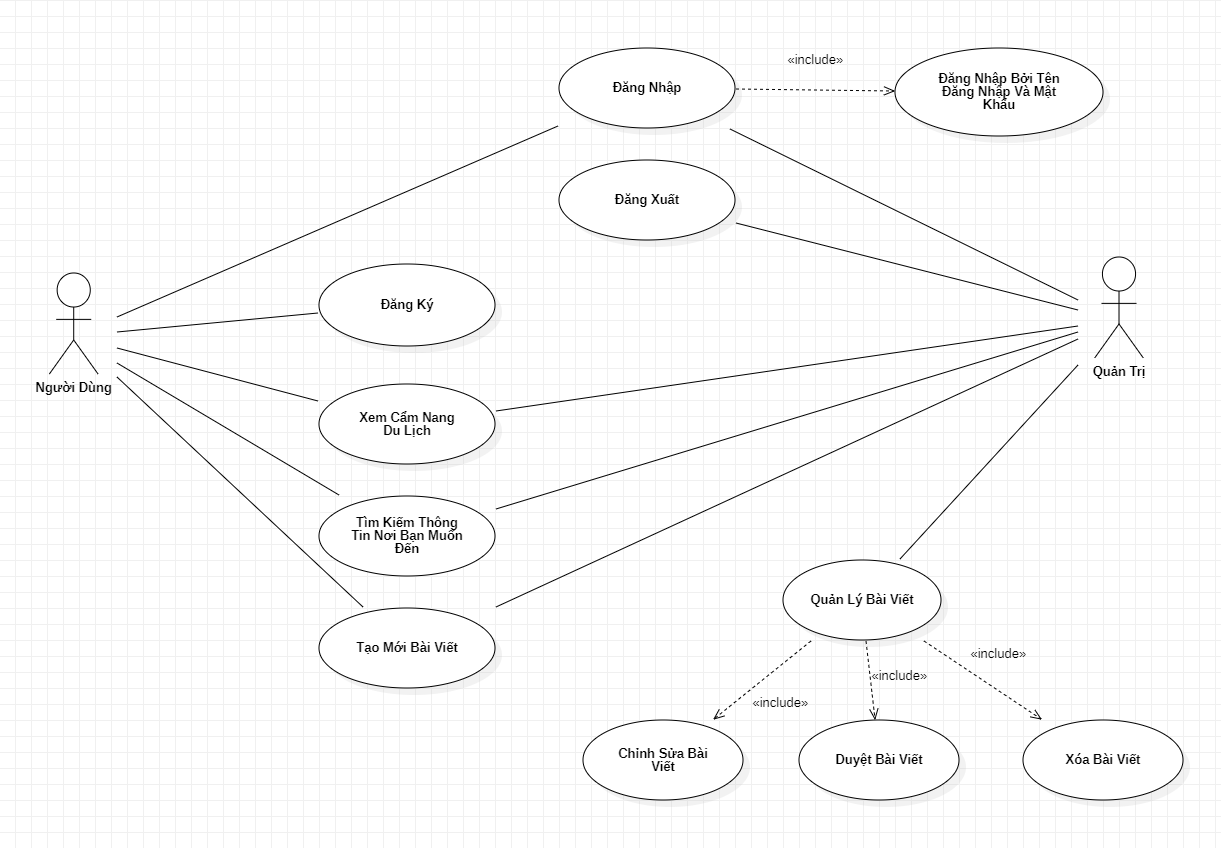 Đăng Nhập
«include»
Đăng Nhập Bởi Tên
Đăng Nhập Và Mật
Khẩu
Đăng Xuất
Đăng Ký
Người Dùng
Quản Trị
Xem Cẩm Nang
Du Lịch
Tìm Kiếm Thông
Tin Nơi Bạn Muốn
Đến
Tạo Mới Bài Viết
Quản Lý Bài Viết
«include»
«include»
«include»
Chỉnh Sửa Bài
Viết
Duyệt Bài Viết
Xóa Bài Viết